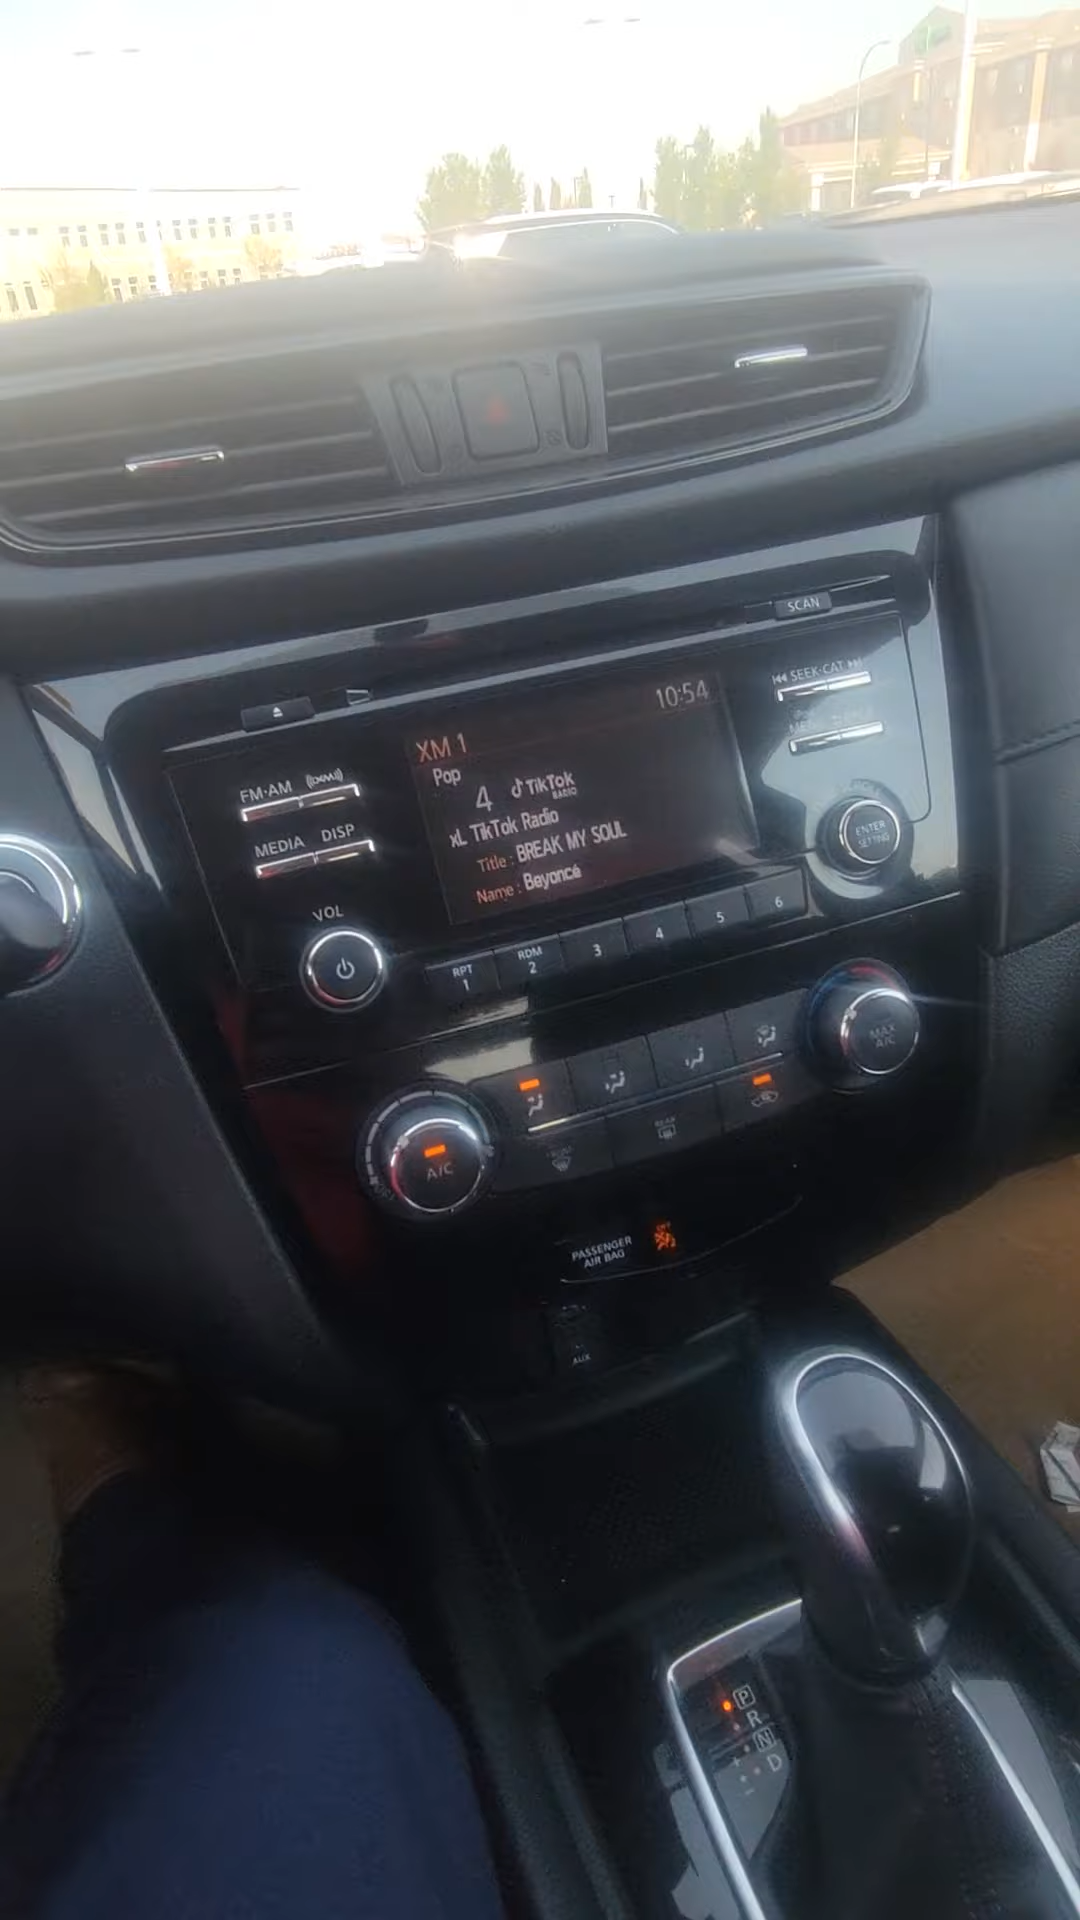 SCAN
10:54
SEEK·CAT
XM 1
Pop
4 TikTok
RADIO
xL TikTok Radio
Title : BREAK MY SOUL
Name : Beyoncé
FM·AM (XM)
MEDIA DISP
VOL
ENTER
SETTING
RPT
1
RDM
2
3
4
5
6
MAX
A/C
A/C
FRONT
REAR
PASSENGER
AIR BAG
OFF
AUX
P
R
N
D
+
-